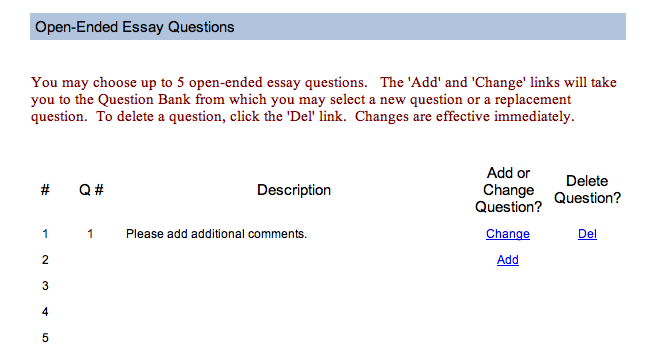 Open-Ended Essay Questions
You may choose up to 5 open-ended essay questions.   The 'Add' and 'Change' links will take
you to the Question Bank from which you may select a new question or a replacement
question.  To delete a question, click the 'Del' link.  Changes are effective immediately.
# Q # Description Add or Change Question? Delete Question?
1 1 Please add additional comments. Change Del
2 Add
3
4
5